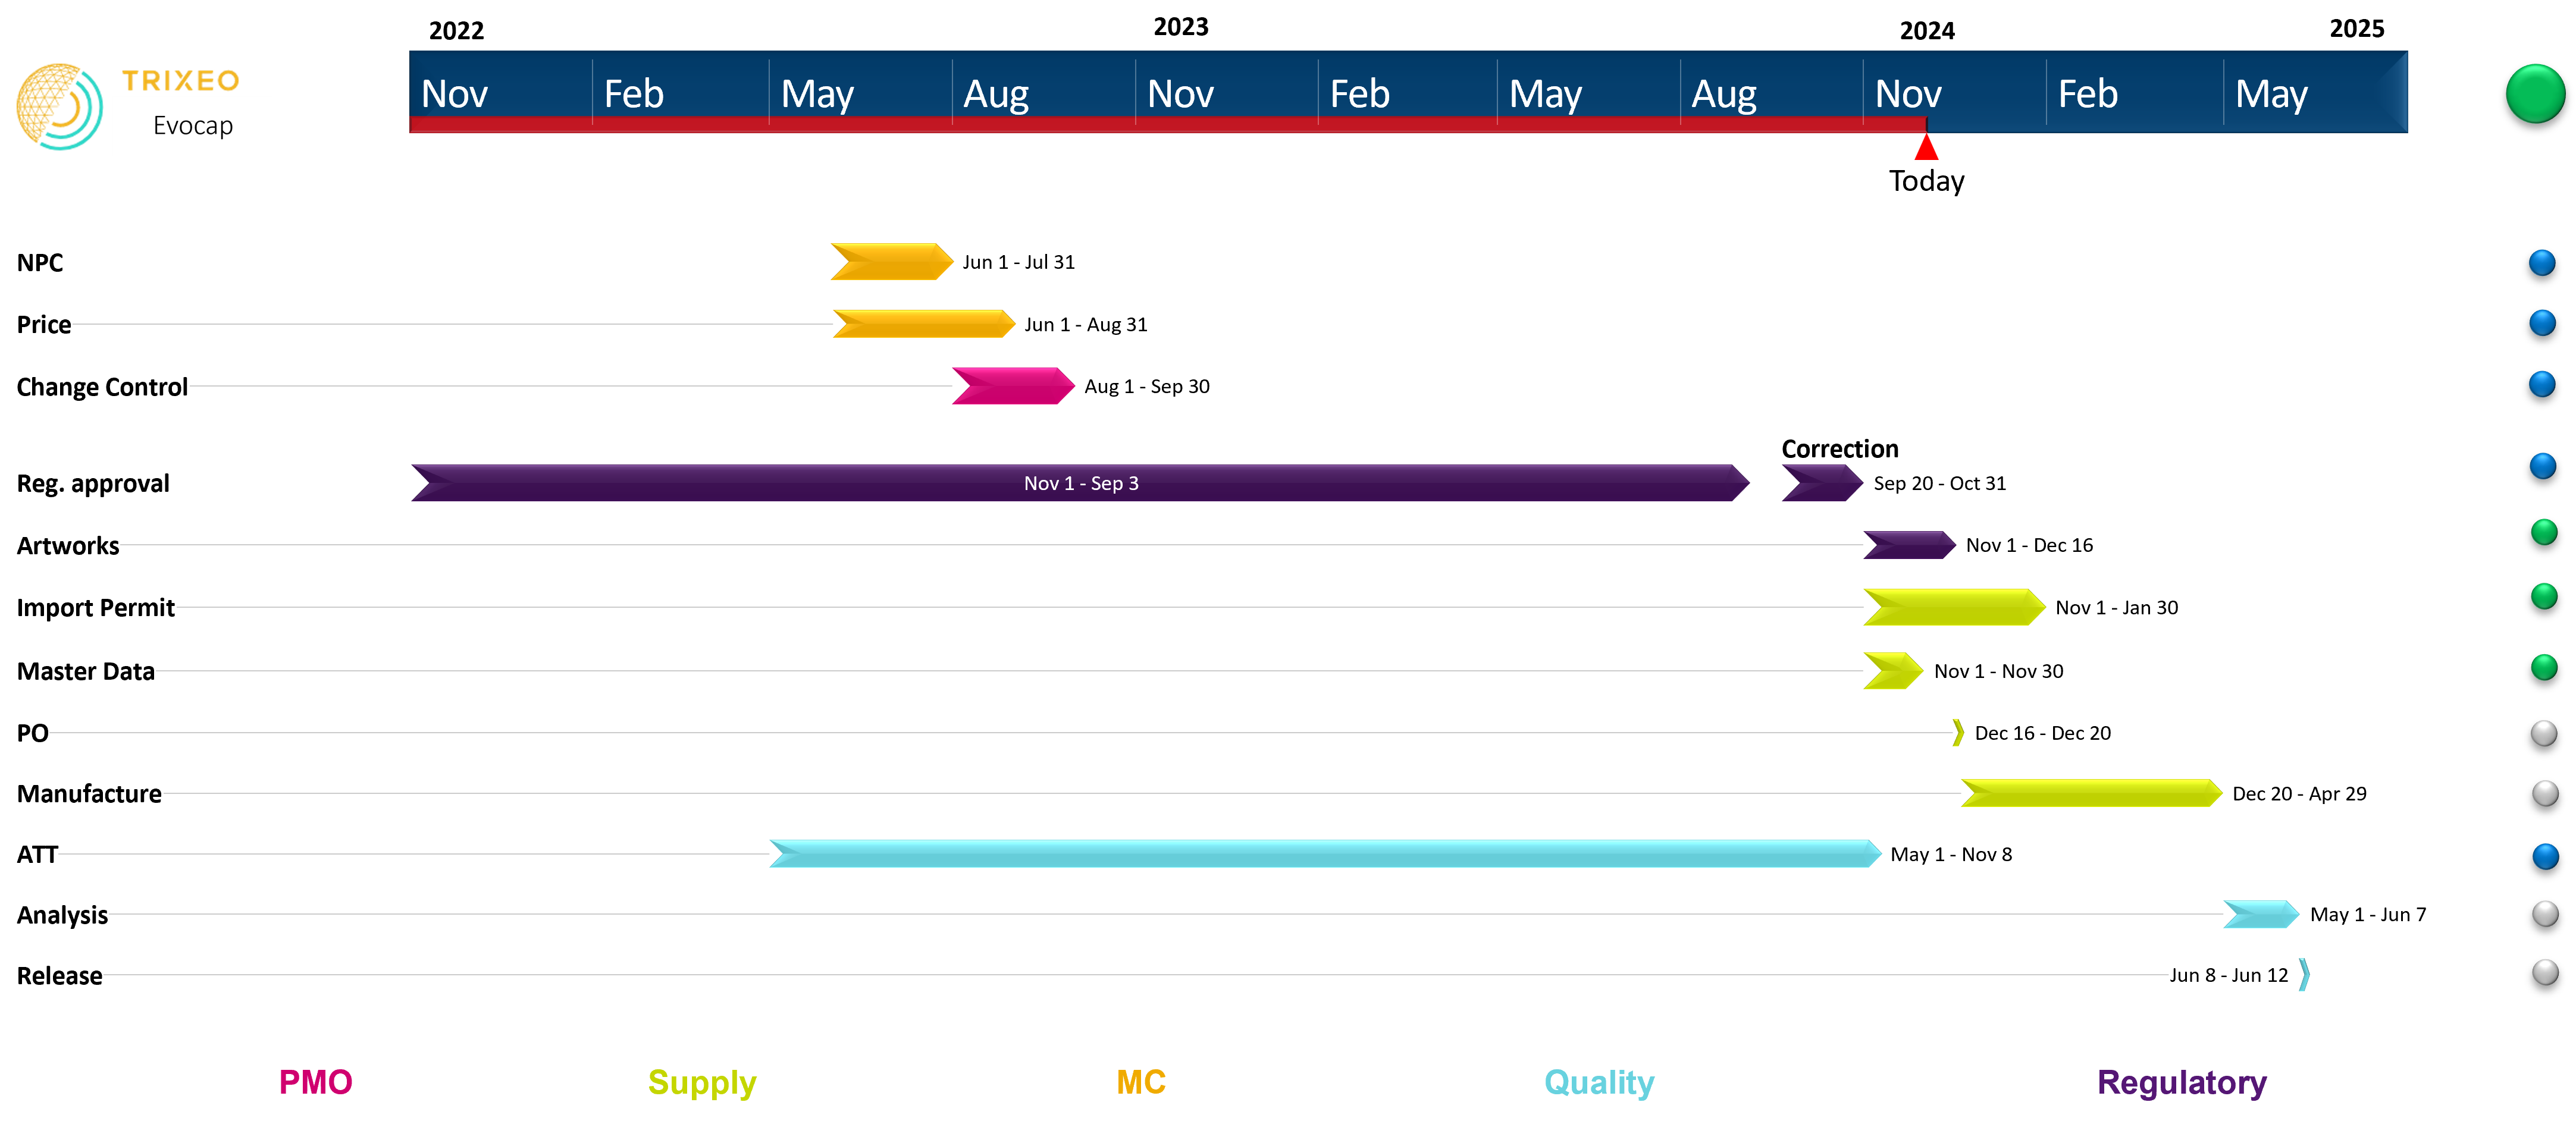 2022 2023 2024 2025
TRIXEO
Evocap
Nov Feb May Aug Nov Feb May Aug Nov Feb May
Today
NPC Jun 1 - Jul 31
Price Jun 1 - Aug 31
Change Control Aug 1 - Sep 30
Correction
Reg. approval Nov 1 - Sep 3 Sep 20 - Oct 31
Artworks Nov 1 - Dec 16
Import Permit Nov 1 - Jan 30
Master Data Nov 1 - Nov 30
PO Dec 16 - Dec 20
Manufacture Dec 20 - Apr 29
ATT May 1 - Nov 8
Analysis May 1 - Jun 7
Release Jun 8 - Jun 12
PMO Supply MC Quality Regulatory